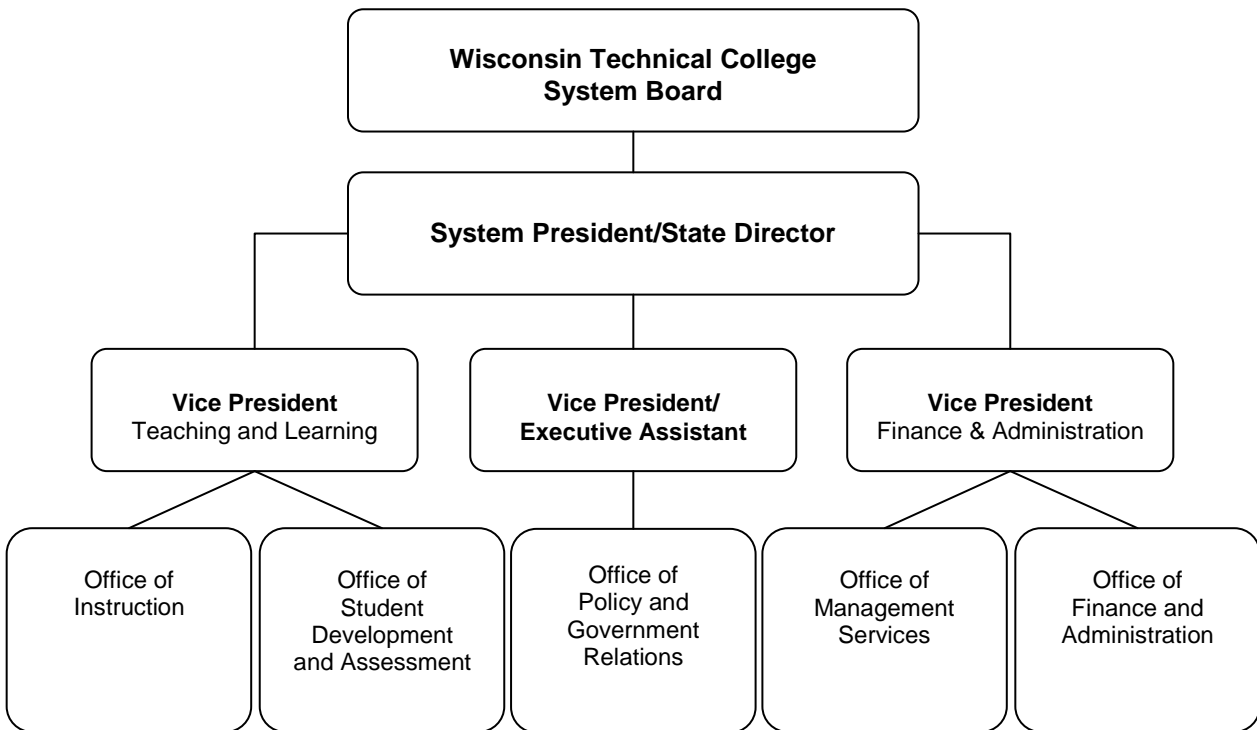 Wisconsin Technical College
System Board
System President/State Director
Vice President
Teaching and Learning
Vice President/
Executive Assistant
Vice President
Finance & Administration
Office of
Instruction
Office of
Student
Development
and Assessment
Office of
Policy and
Government
Relations
Office of
Management
Services
Office of
Finance and
Administration